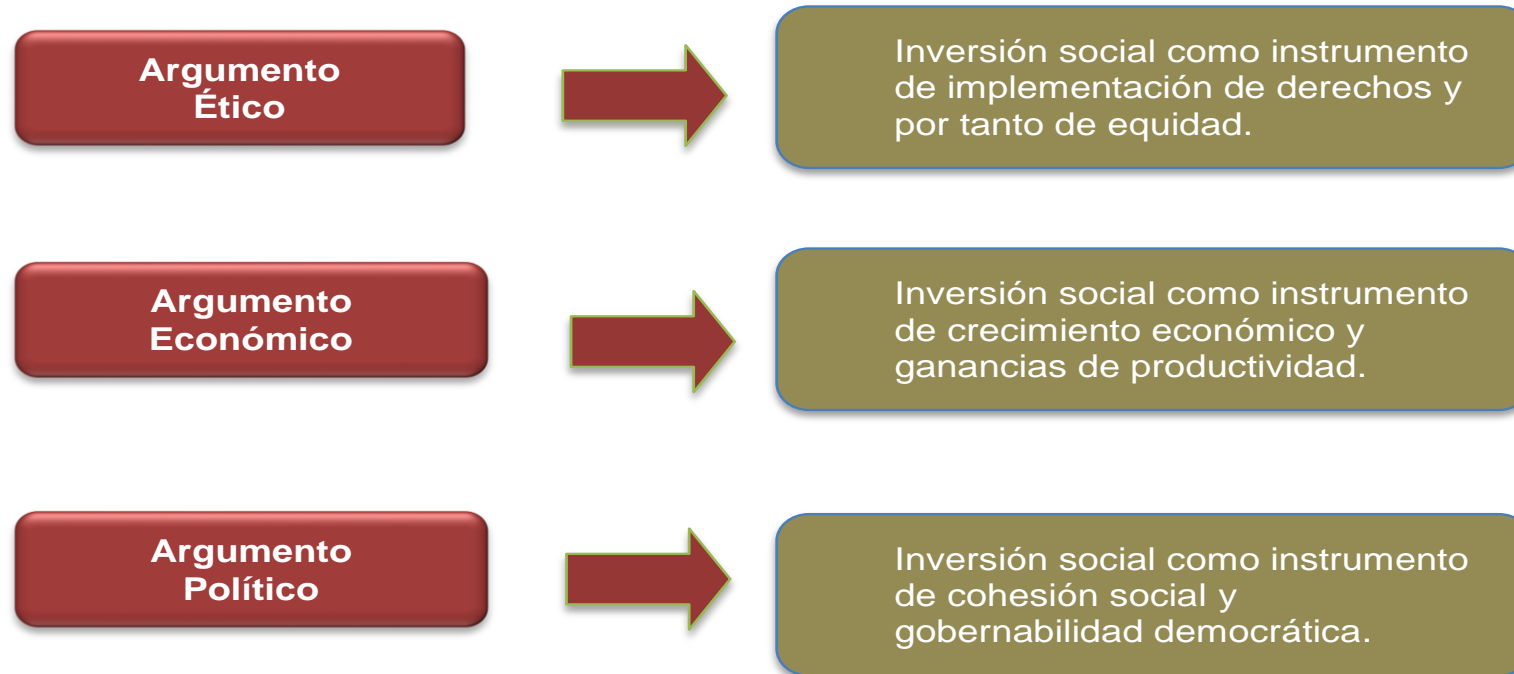 Argumento
Ético
Inversión social como instrumento
de implementación de derechos y
por tanto de equidad.
Argumento
Económico
Inversión social como instrumento
de crecimiento económico y
ganancias de productividad.
Argumento
Político
Inversión social como instrumento
de cohesión social y
gobernabilidad democrática.